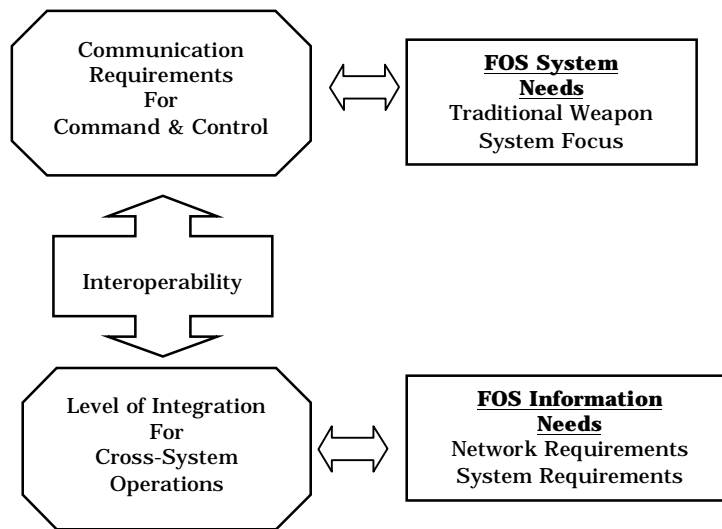 Communication
Requirements
For
Command & Control
FOS System
Needs
Traditional Weapon
System Focus
Interoperability
Level of Integration
For
Cross-System
Operations
FOS Information
Needs
Network Requirements
System Requirements